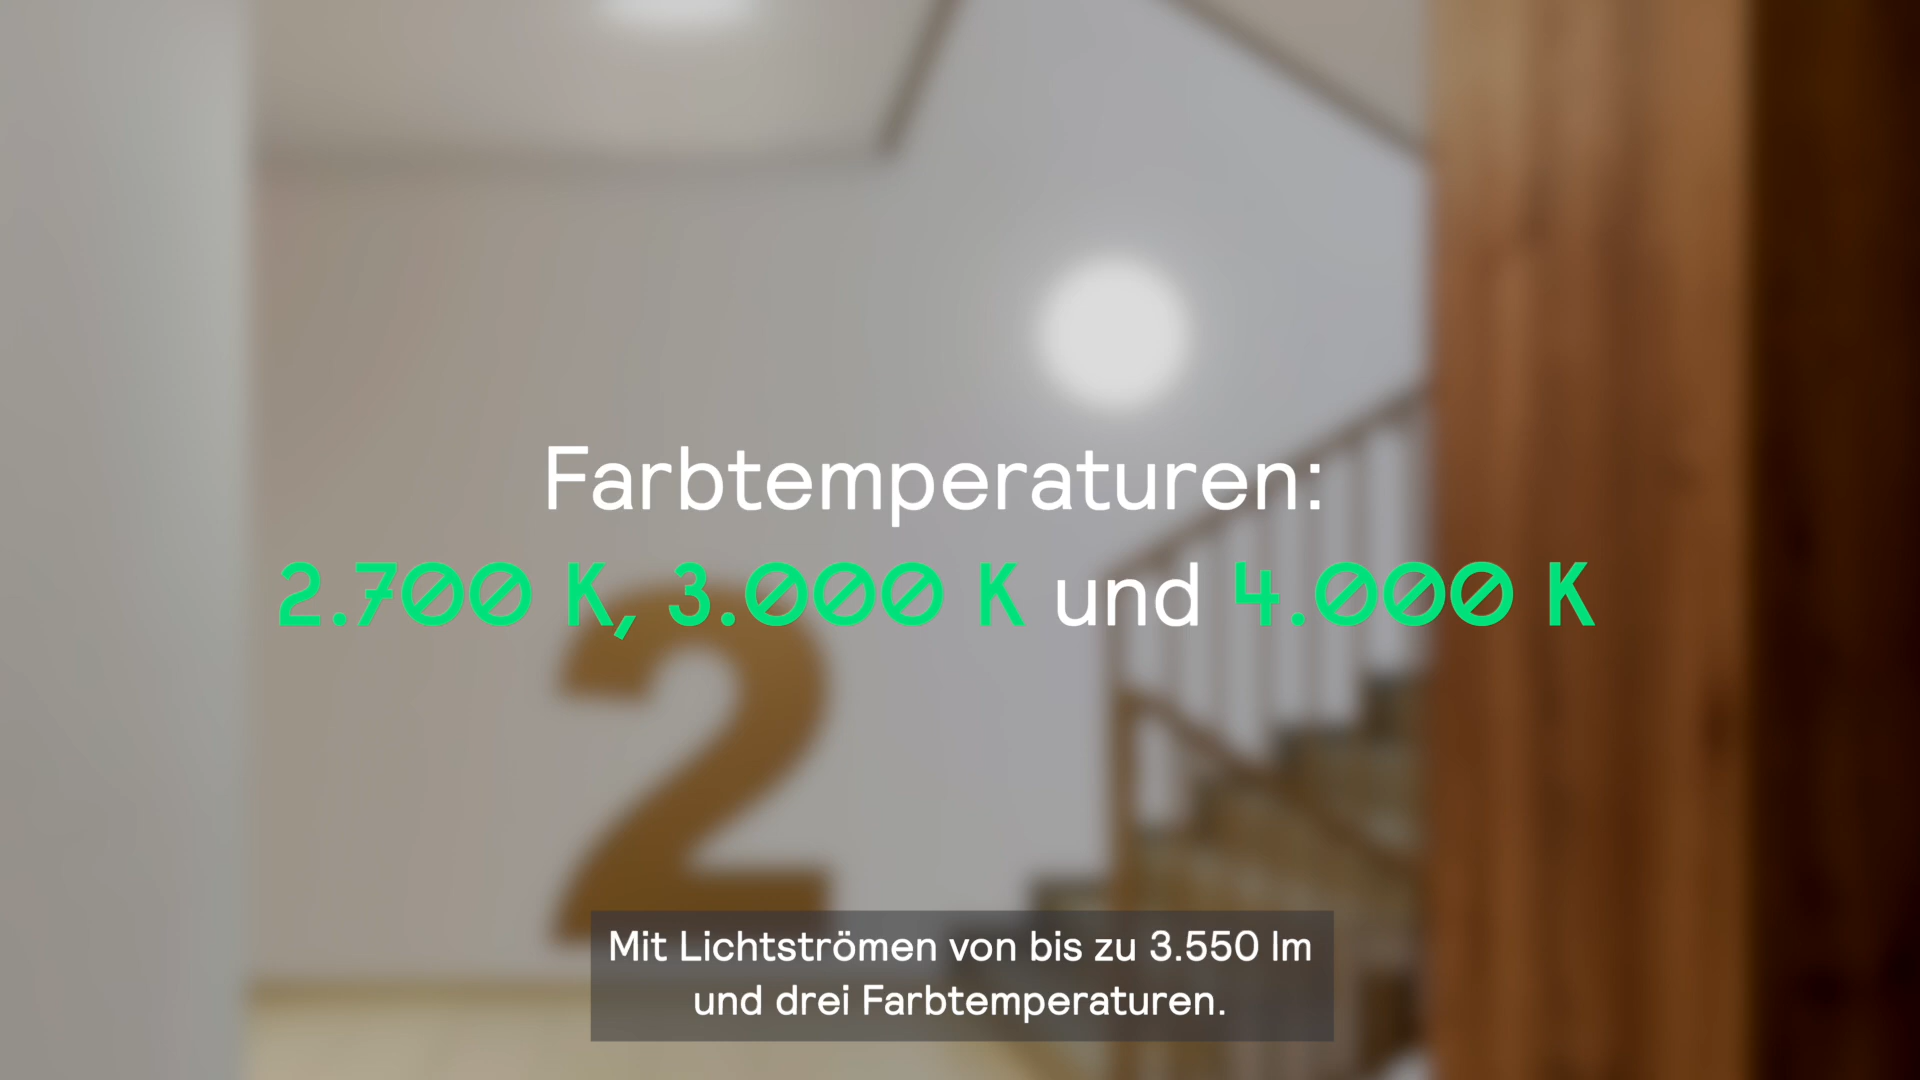 Farbtemperaturen:
2.700 K, 3.000 K und 4.000 K
2
Mit Lichtströmen von bis zu 3.550 lm
und drei Farbtemperaturen.